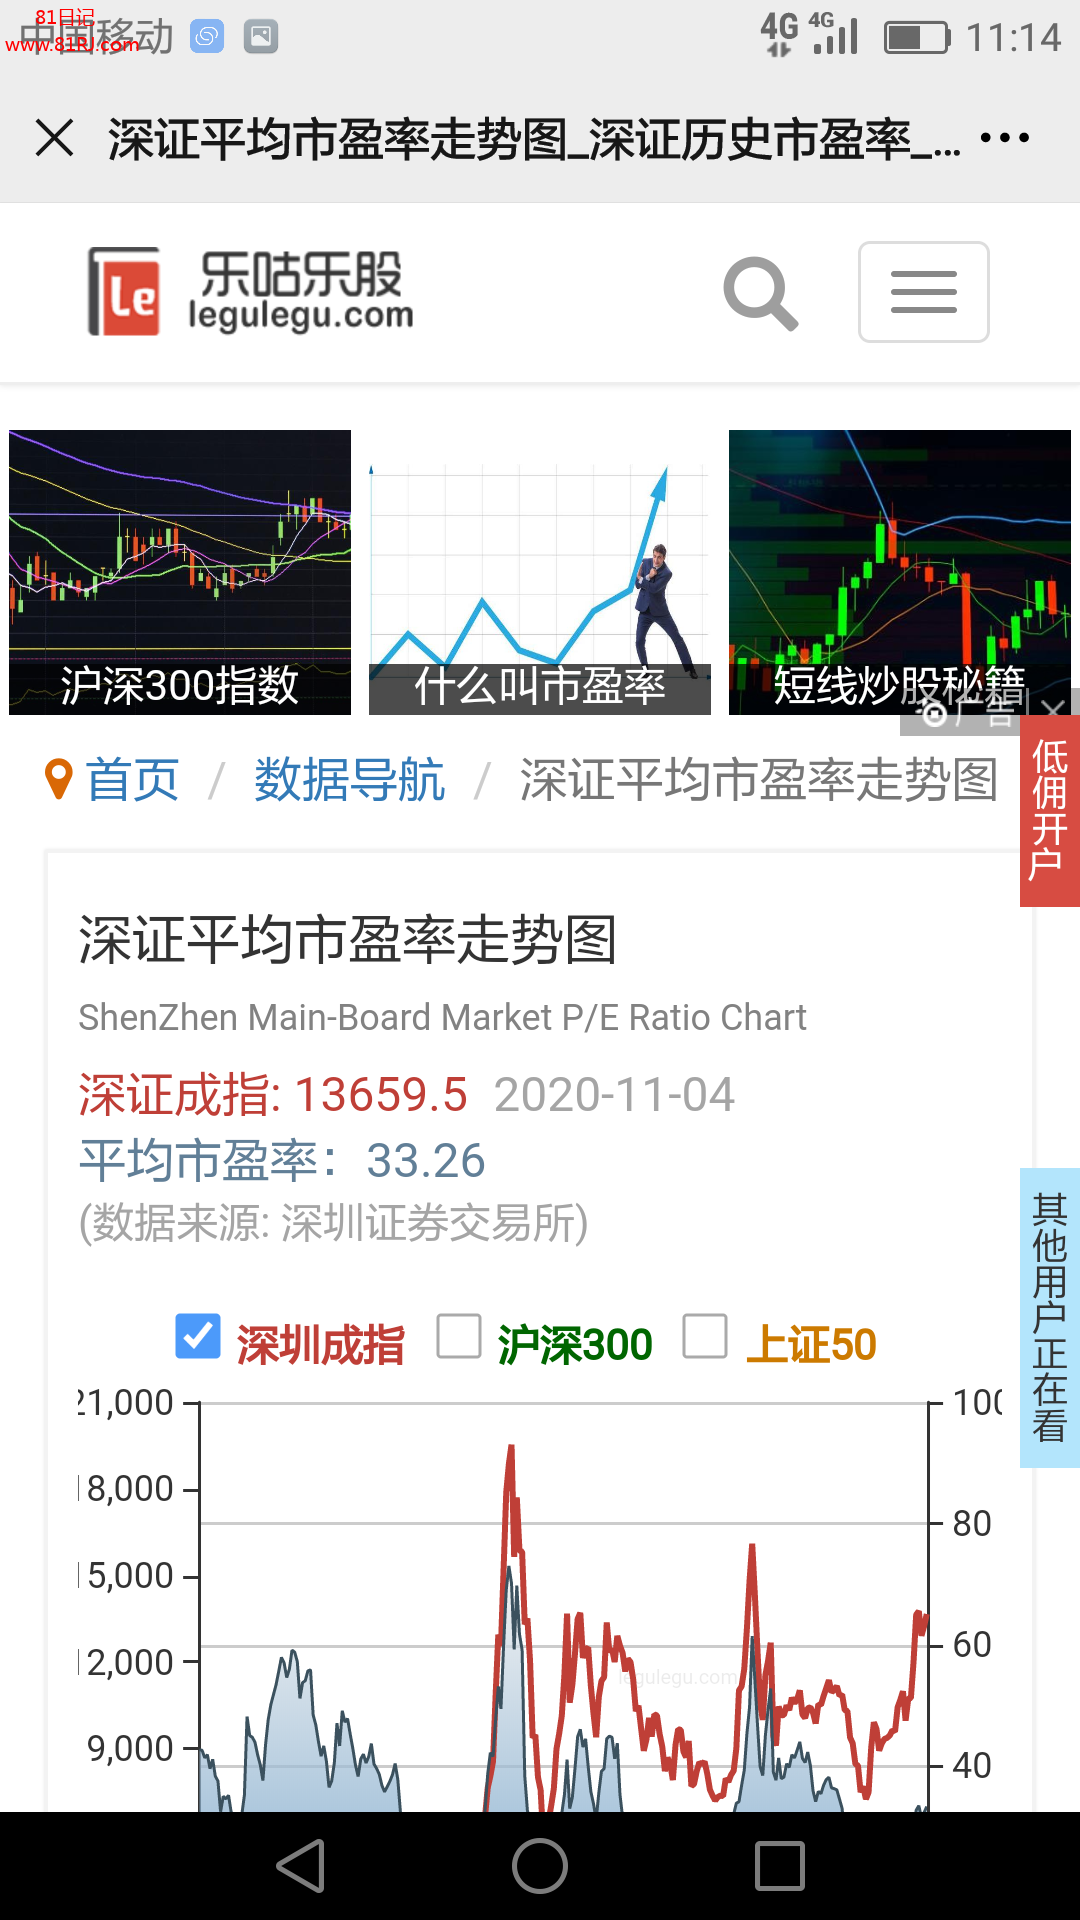 81日记
中国移动
www.81RJ.com
4G 4G 11:14
深证平均市盈率走势图_深证历史市盈率_...
Le 乐咕乐股
legulegu.com
沪深300指数
什么叫市盈率
短线炒股秘籍
广告
首页 / 数据导航 / 深证平均市盈率走势图
低佣开户
深证平均市盈率走势图
ShenZhen Main-Board Market P/E Ratio Chart
深证成指: 13659.5 2020-11-04
平均市盈率：33.26
(数据来源: 深圳证券交易所)
其他用户正在看
深圳成指 沪深300 上证50
21,000 100
18,000
80
15,000
12,000 60
legulegu.com
9,000 40